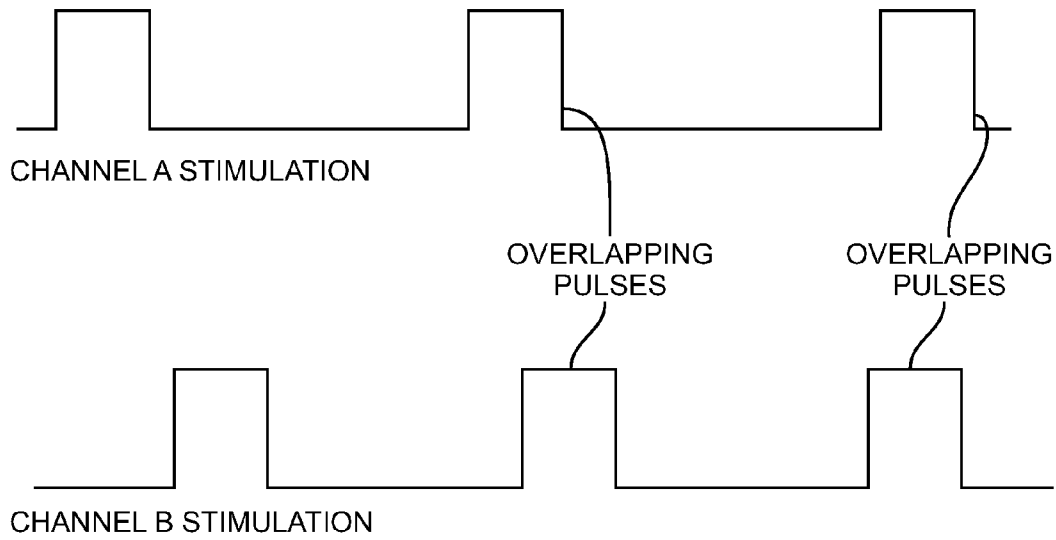 CHANNEL A STIMULATION
OVERLAPPING
PULSES
OVERLAPPING
PULSES
CHANNEL B STIMULATION